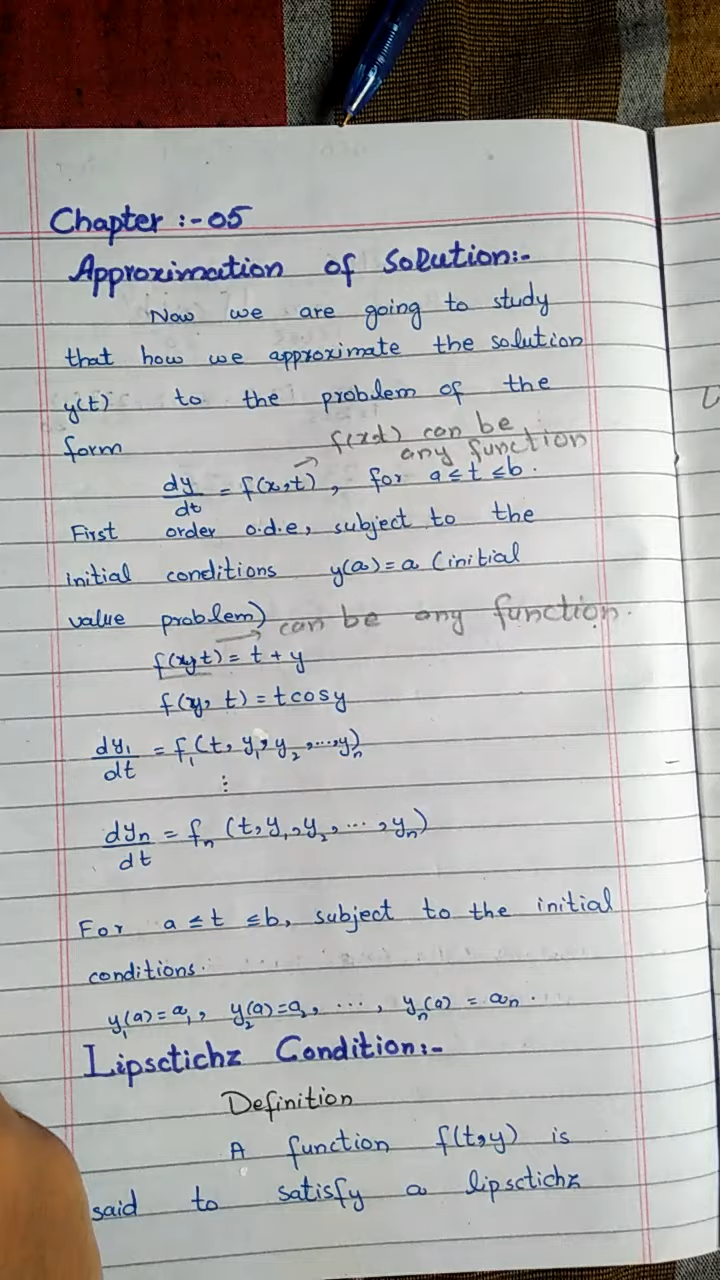 Chapter :- 05
Approximation of solution:-
Now we are going to study
that how we approximate the solution
y(t) to the problem of the
form
f(x,t) can be
any function
dy/dt = f(x,t), for a≤t≤b.
First order o.d.e, subject to the
initial conditions y(a)=a (initial
value problem)
→ can be any function.
f(y,t) = t + y
f(y, t) = t cosy
dy₁/dt = f₁(t, y₁, y₂, ..., yₙ)
⋮
dyₙ/dt = fₙ (t, y₁, y₂, ..., yₙ)
For a ≤ t ≤ b, subject to the initial
conditions.
y₁(a) = a₁, y₂(a) = a₂, ..., yₙ(a) = aₙ.
Lipsctichz Condition:-
Definition
A function f(t,y) is
said to satisfy a lipsctichz